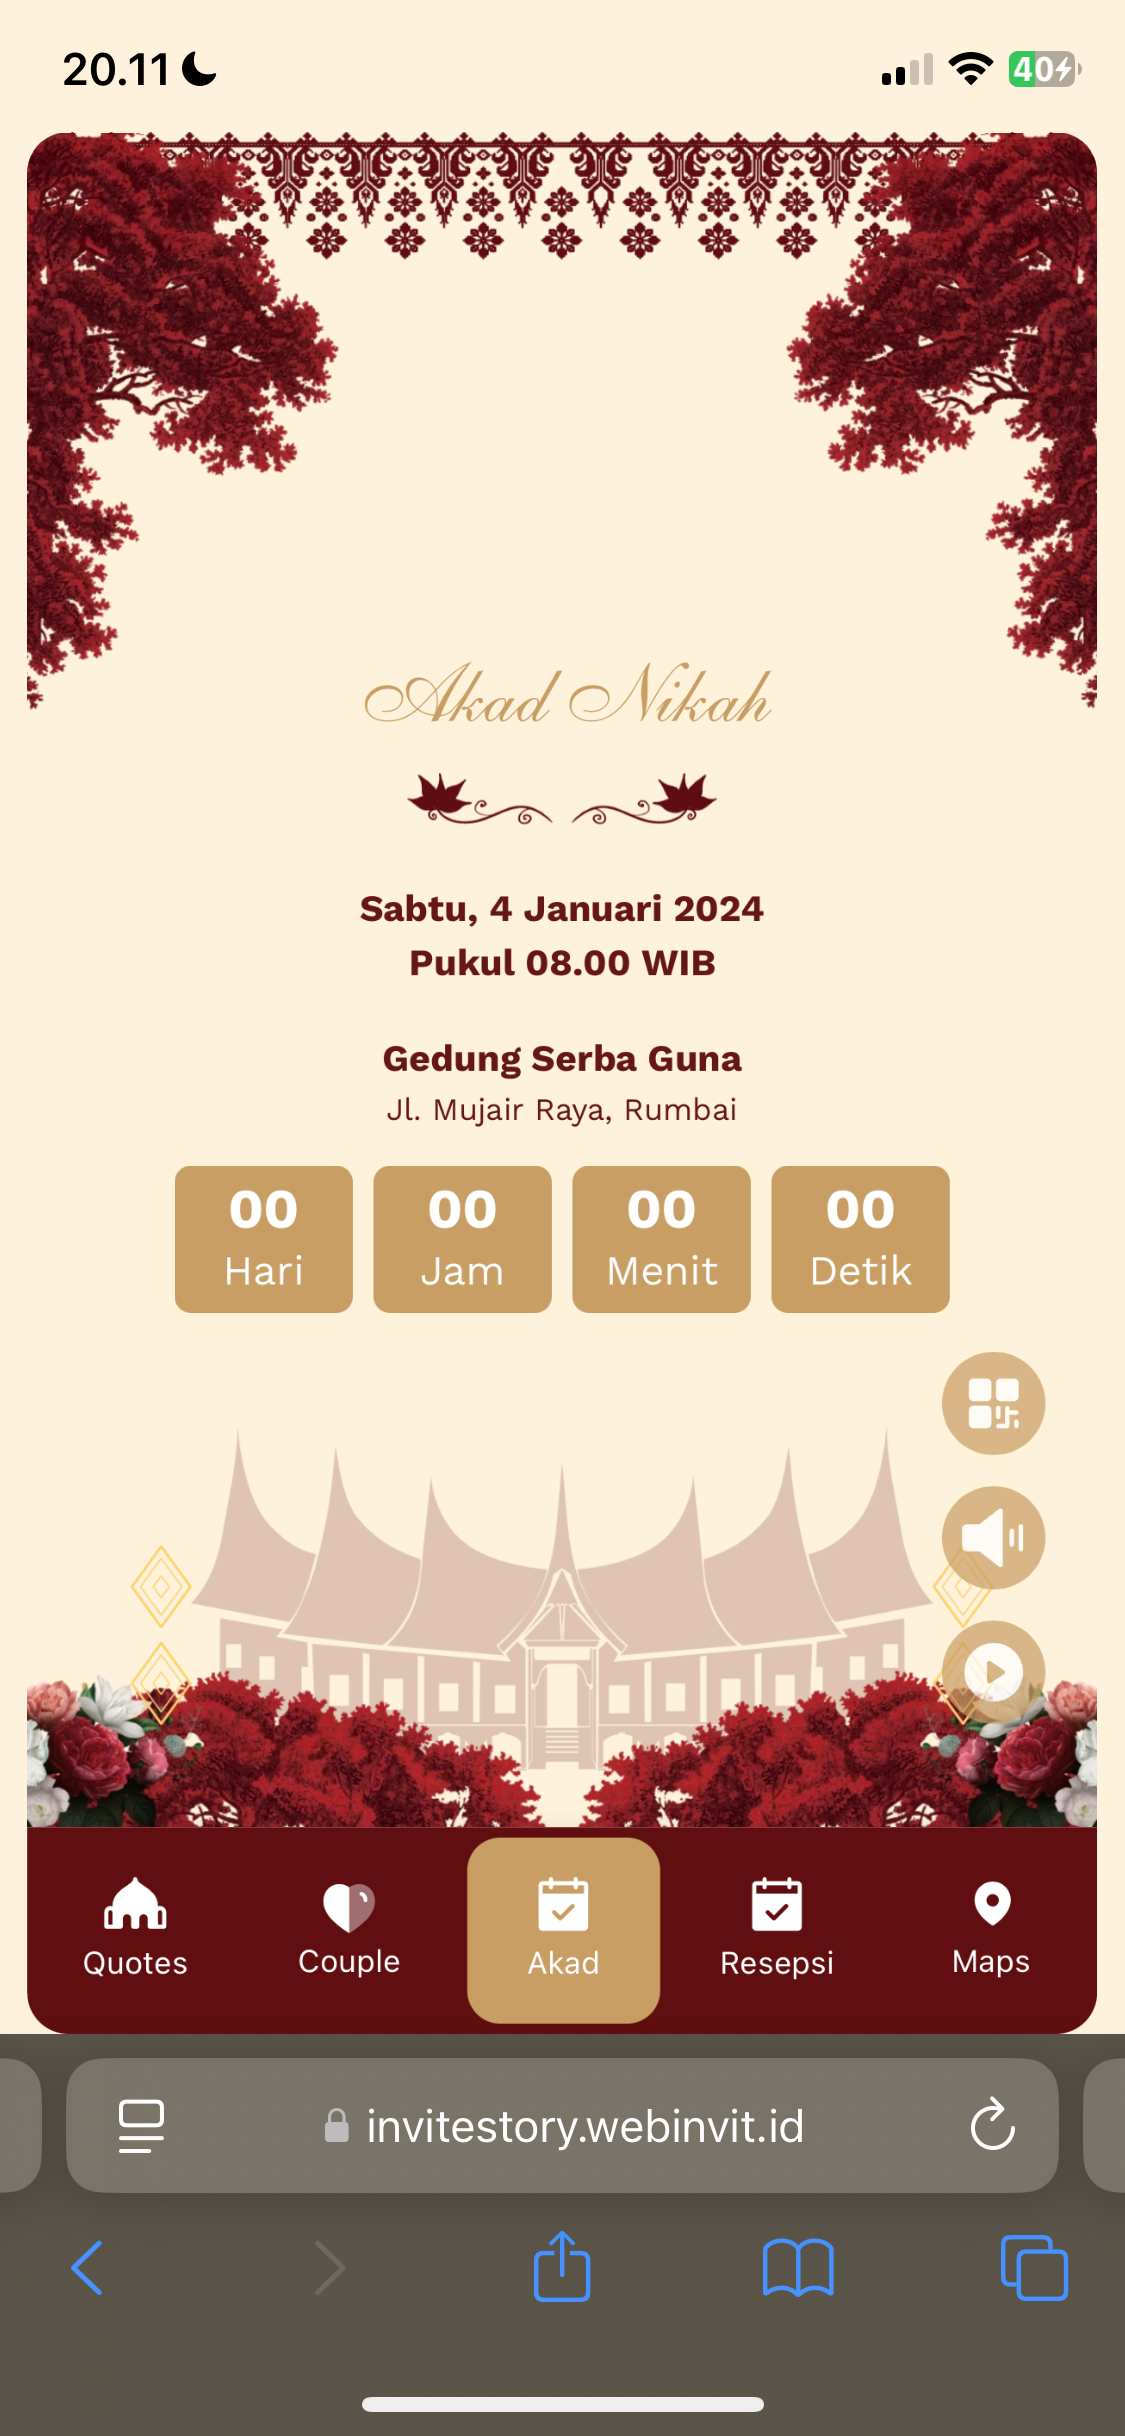 20.11
40
Akad Nikah
Sabtu, 4 Januari 2024
Pukul 08.00 WIB
Gedung Serba Guna
Jl. Mujair Raya, Rumbai
00 00 00 00
Hari Jam Menit Detik
Quotes Couple Akad Resepsi Maps
invitestory.webinvit.id